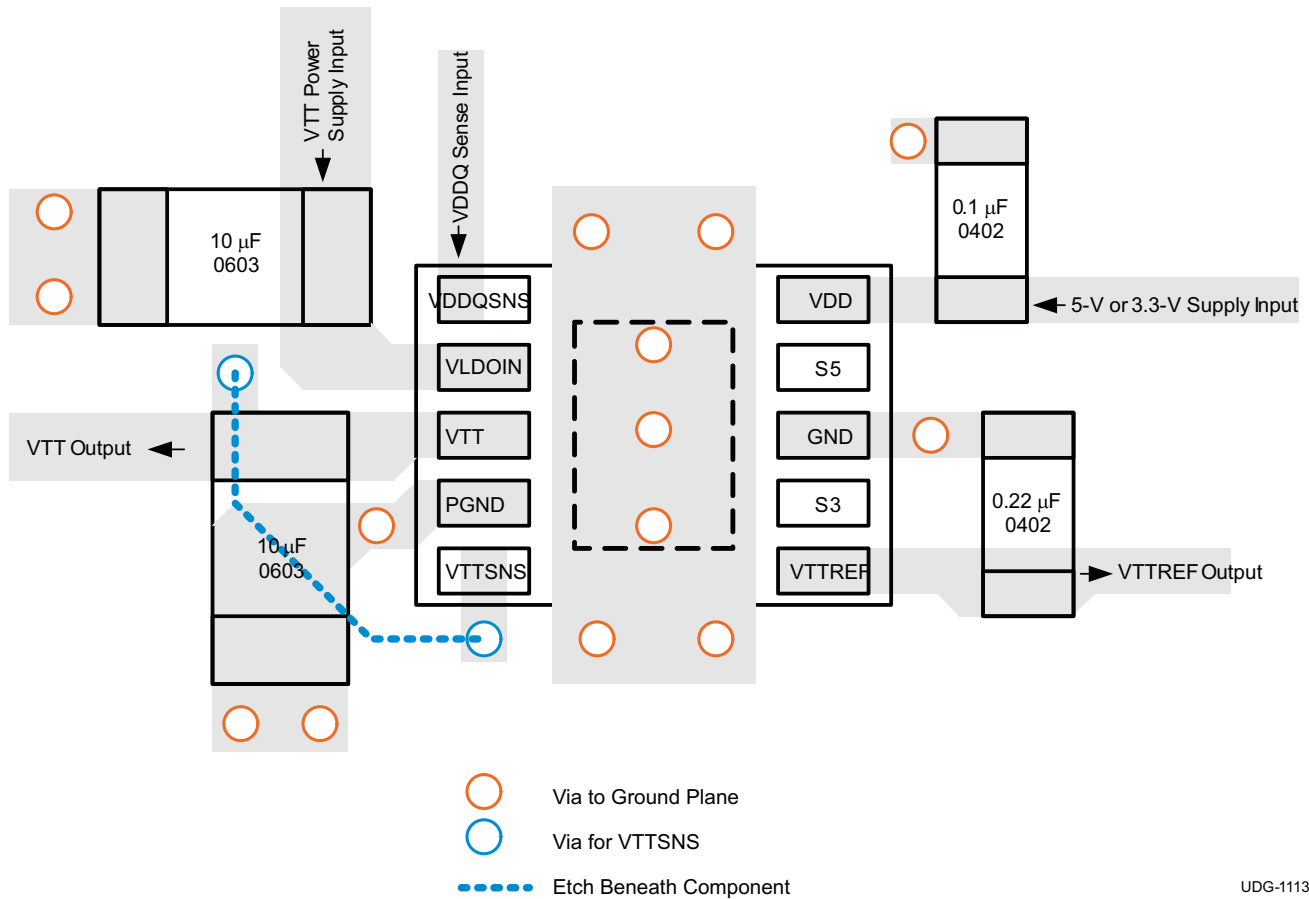 VTT Power
Supply Input
VDDQ Sense Input
10 μF
0603
0.1 μF
0402
VDDQSNS
VDD
5-V or 3.3-V Supply Input
VLDOIN
S5
VTT Output
VTT
GND
PGND
S3
0.22 μF
0402
10 μF
0603
VTTSNS
VTTREF
VTTREF Output
Via to Ground Plane
Via for VTTSNS
Etch Beneath Component
UDG-1113